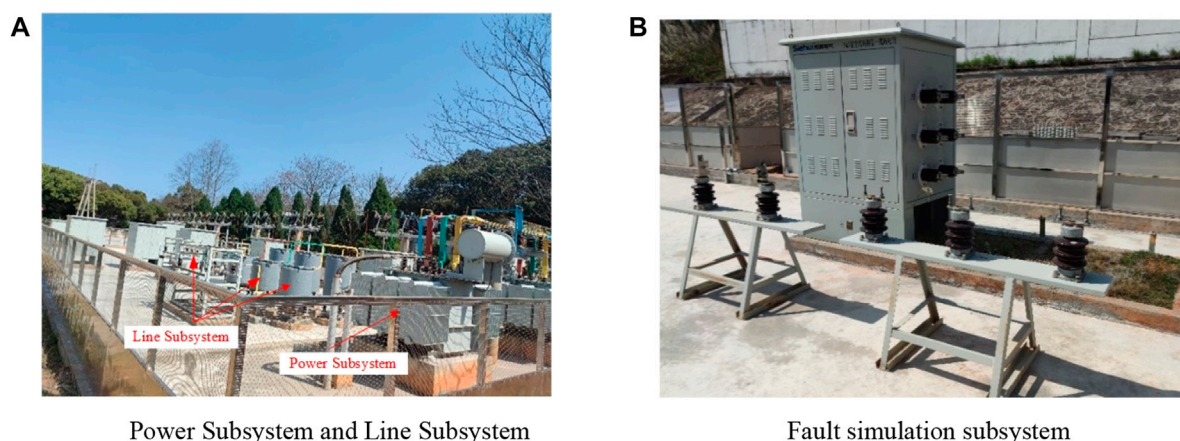 A
B
Line Subsystem
Power Subsystem
Power Subsystem and Line Subsystem
Fault simulation subsystem